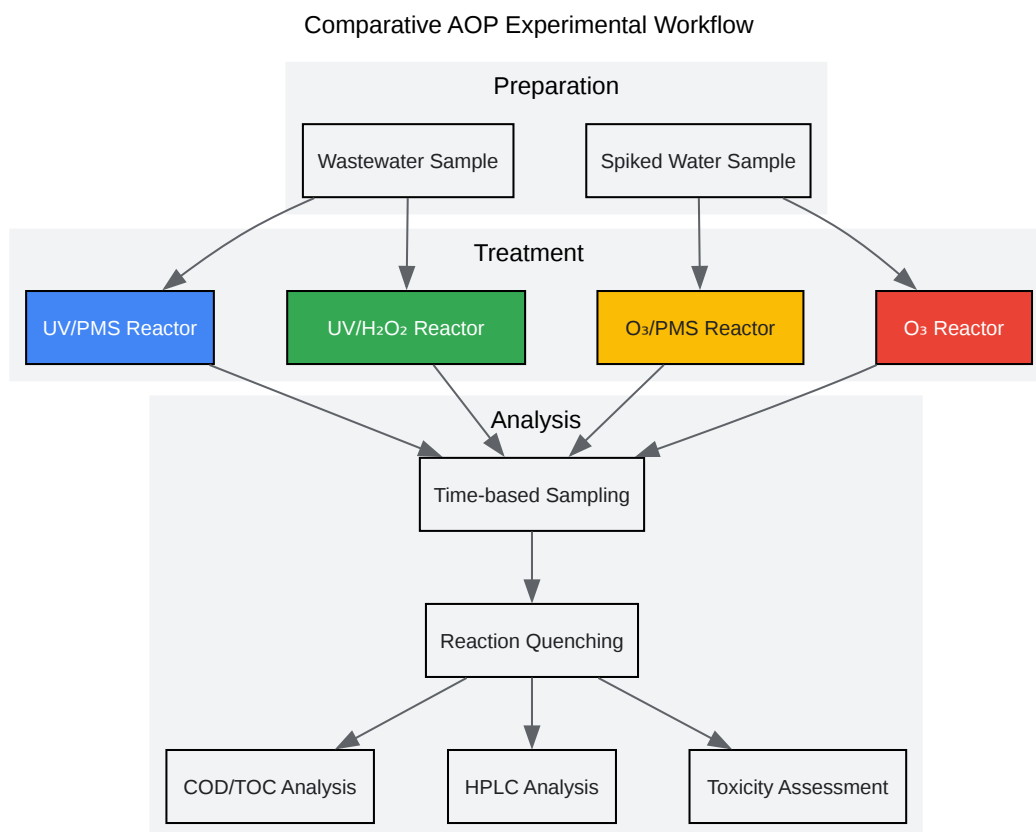 Comparative AOP Experimental Workflow
Preparation
Wastewater Sample
Spiked Water Sample
Treatment
UV/PMS Reactor
UV/H₂O₂ Reactor
O₃/PMS Reactor
O₃ Reactor
Analysis
Time-based Sampling
Reaction Quenching
COD/TOC Analysis
HPLC Analysis
Toxicity Assessment